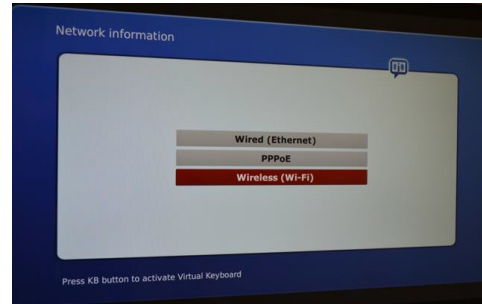 Network information
Wired (Ethernet)
PPPoE
Wireless (Wi-Fi)
Press KB button to activate Virtual Keyboard